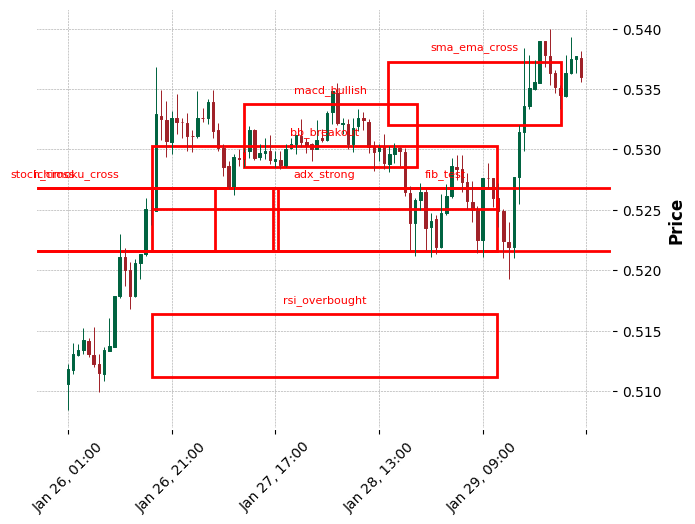 0.540
sma_ema_cross
0.535
macd_bullish
bb_breakout
0.530
ichimoku_cross
adx_strong
fib_test
0.525
Price
0.520
rsi_overbought
0.515
0.510
Jan 26, 01:00
Jan 26, 21:00
Jan 27, 17:00
Jan 28, 13:00
Jan 29, 09:00